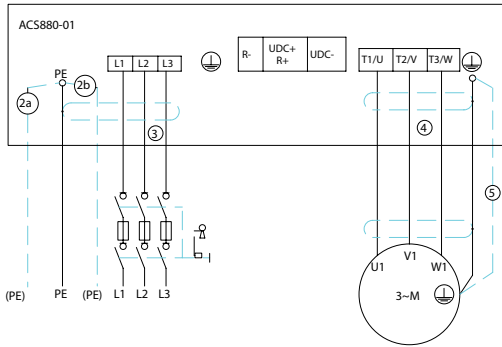 ACS880-01
L1 L2 L3
R- UDC+ R+ UDC-
T1/U T2/V T3/W
PE
2a
2b
3
4
5
(PE) PE (PE) L1 L2 L3
U1 V1 W1
3~M